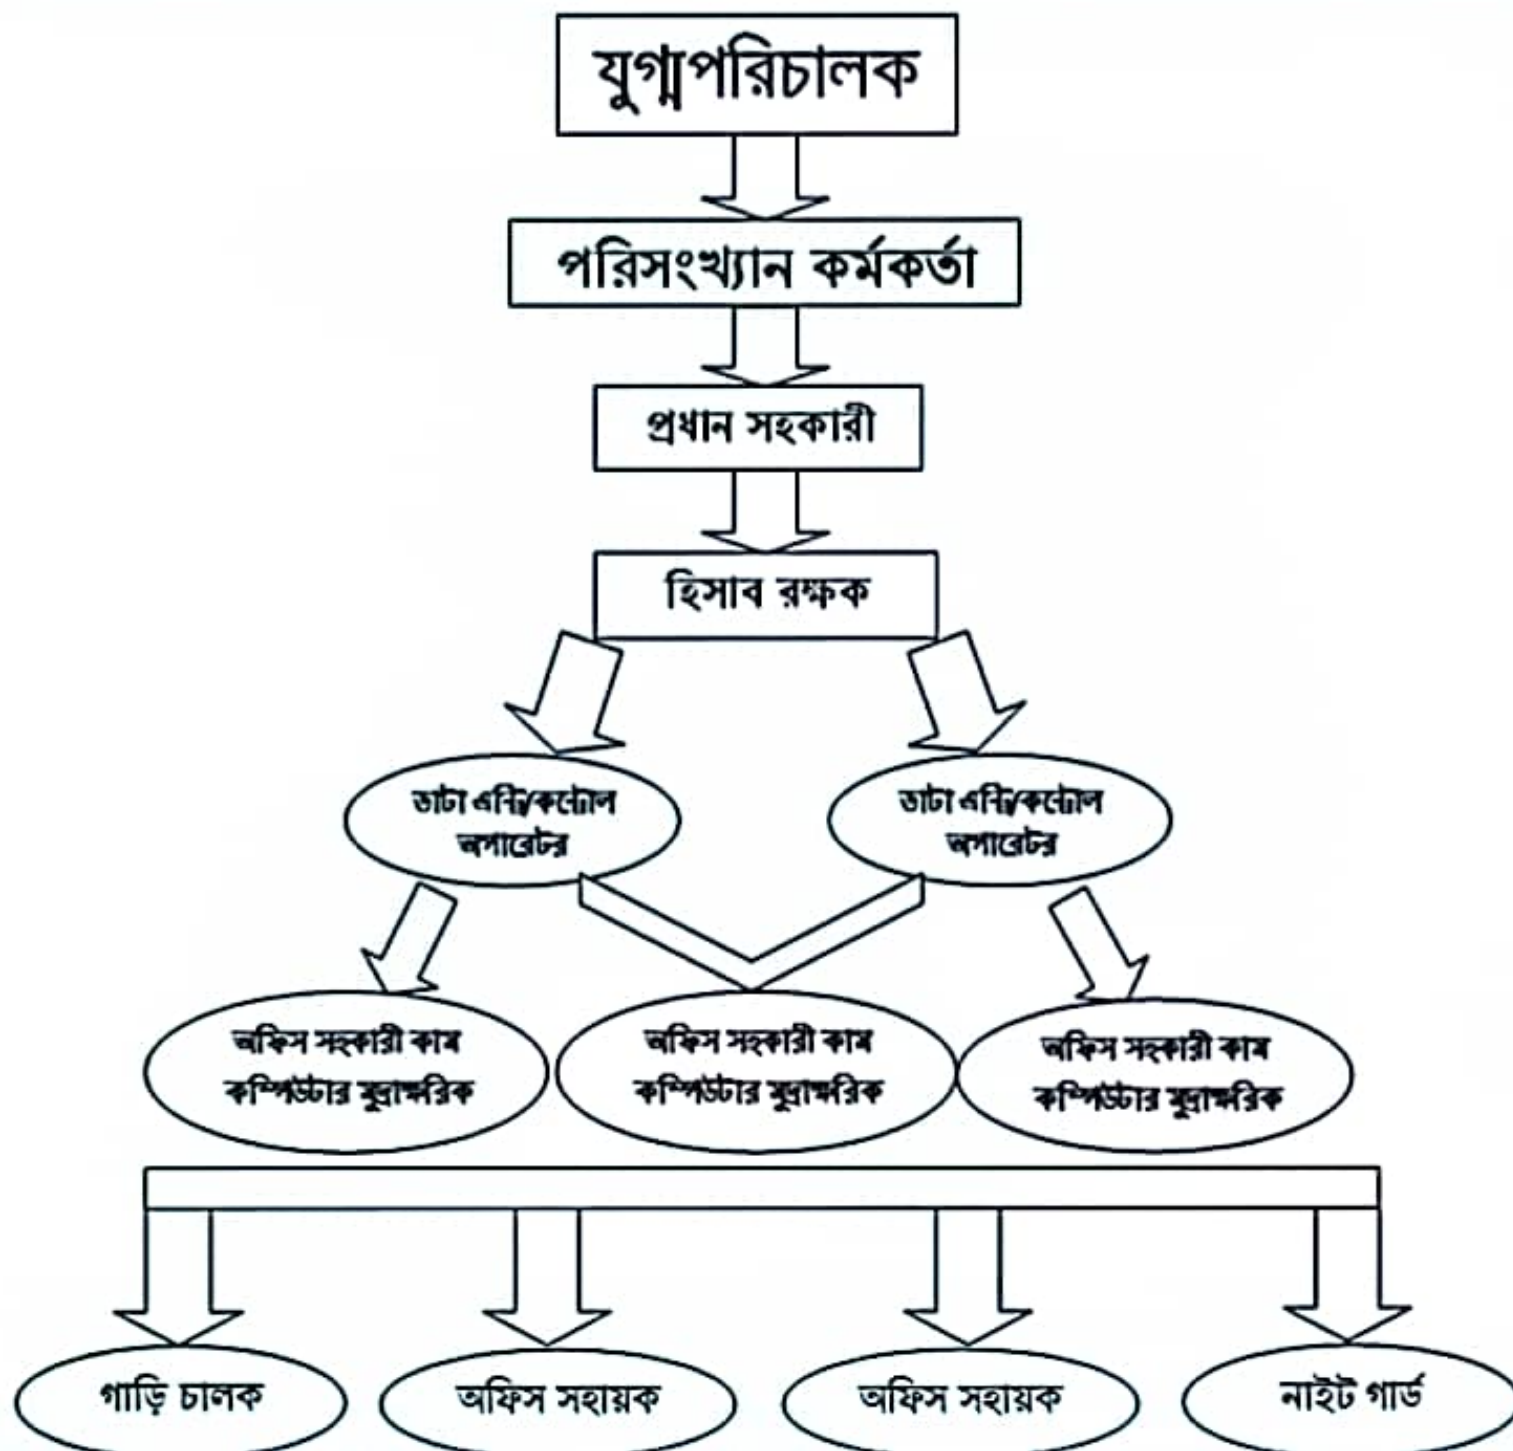 যুগ্মপরিচালক
পরিসংখ্যান কর্মকর্তা
প্রধান সহকারী
হিসাব রক্ষক
ডাটা এন্ট্রি/কন্ট্রোল
অপারেটর
ডাটা এন্ট্রি/কন্ট্রোল
অপারেটর
অফিস সহকারী কাম
কম্পিউটার মুদ্রাক্ষরিক
অফিস সহকারী কাম
কম্পিউটার মুদ্রাক্ষরিক
অফিস সহকারী কাম
কম্পিউটার মুদ্রাক্ষরিক
গাড়ি চালক
অফিস সহায়ক
অফিস সহায়ক
নাইট গার্ড